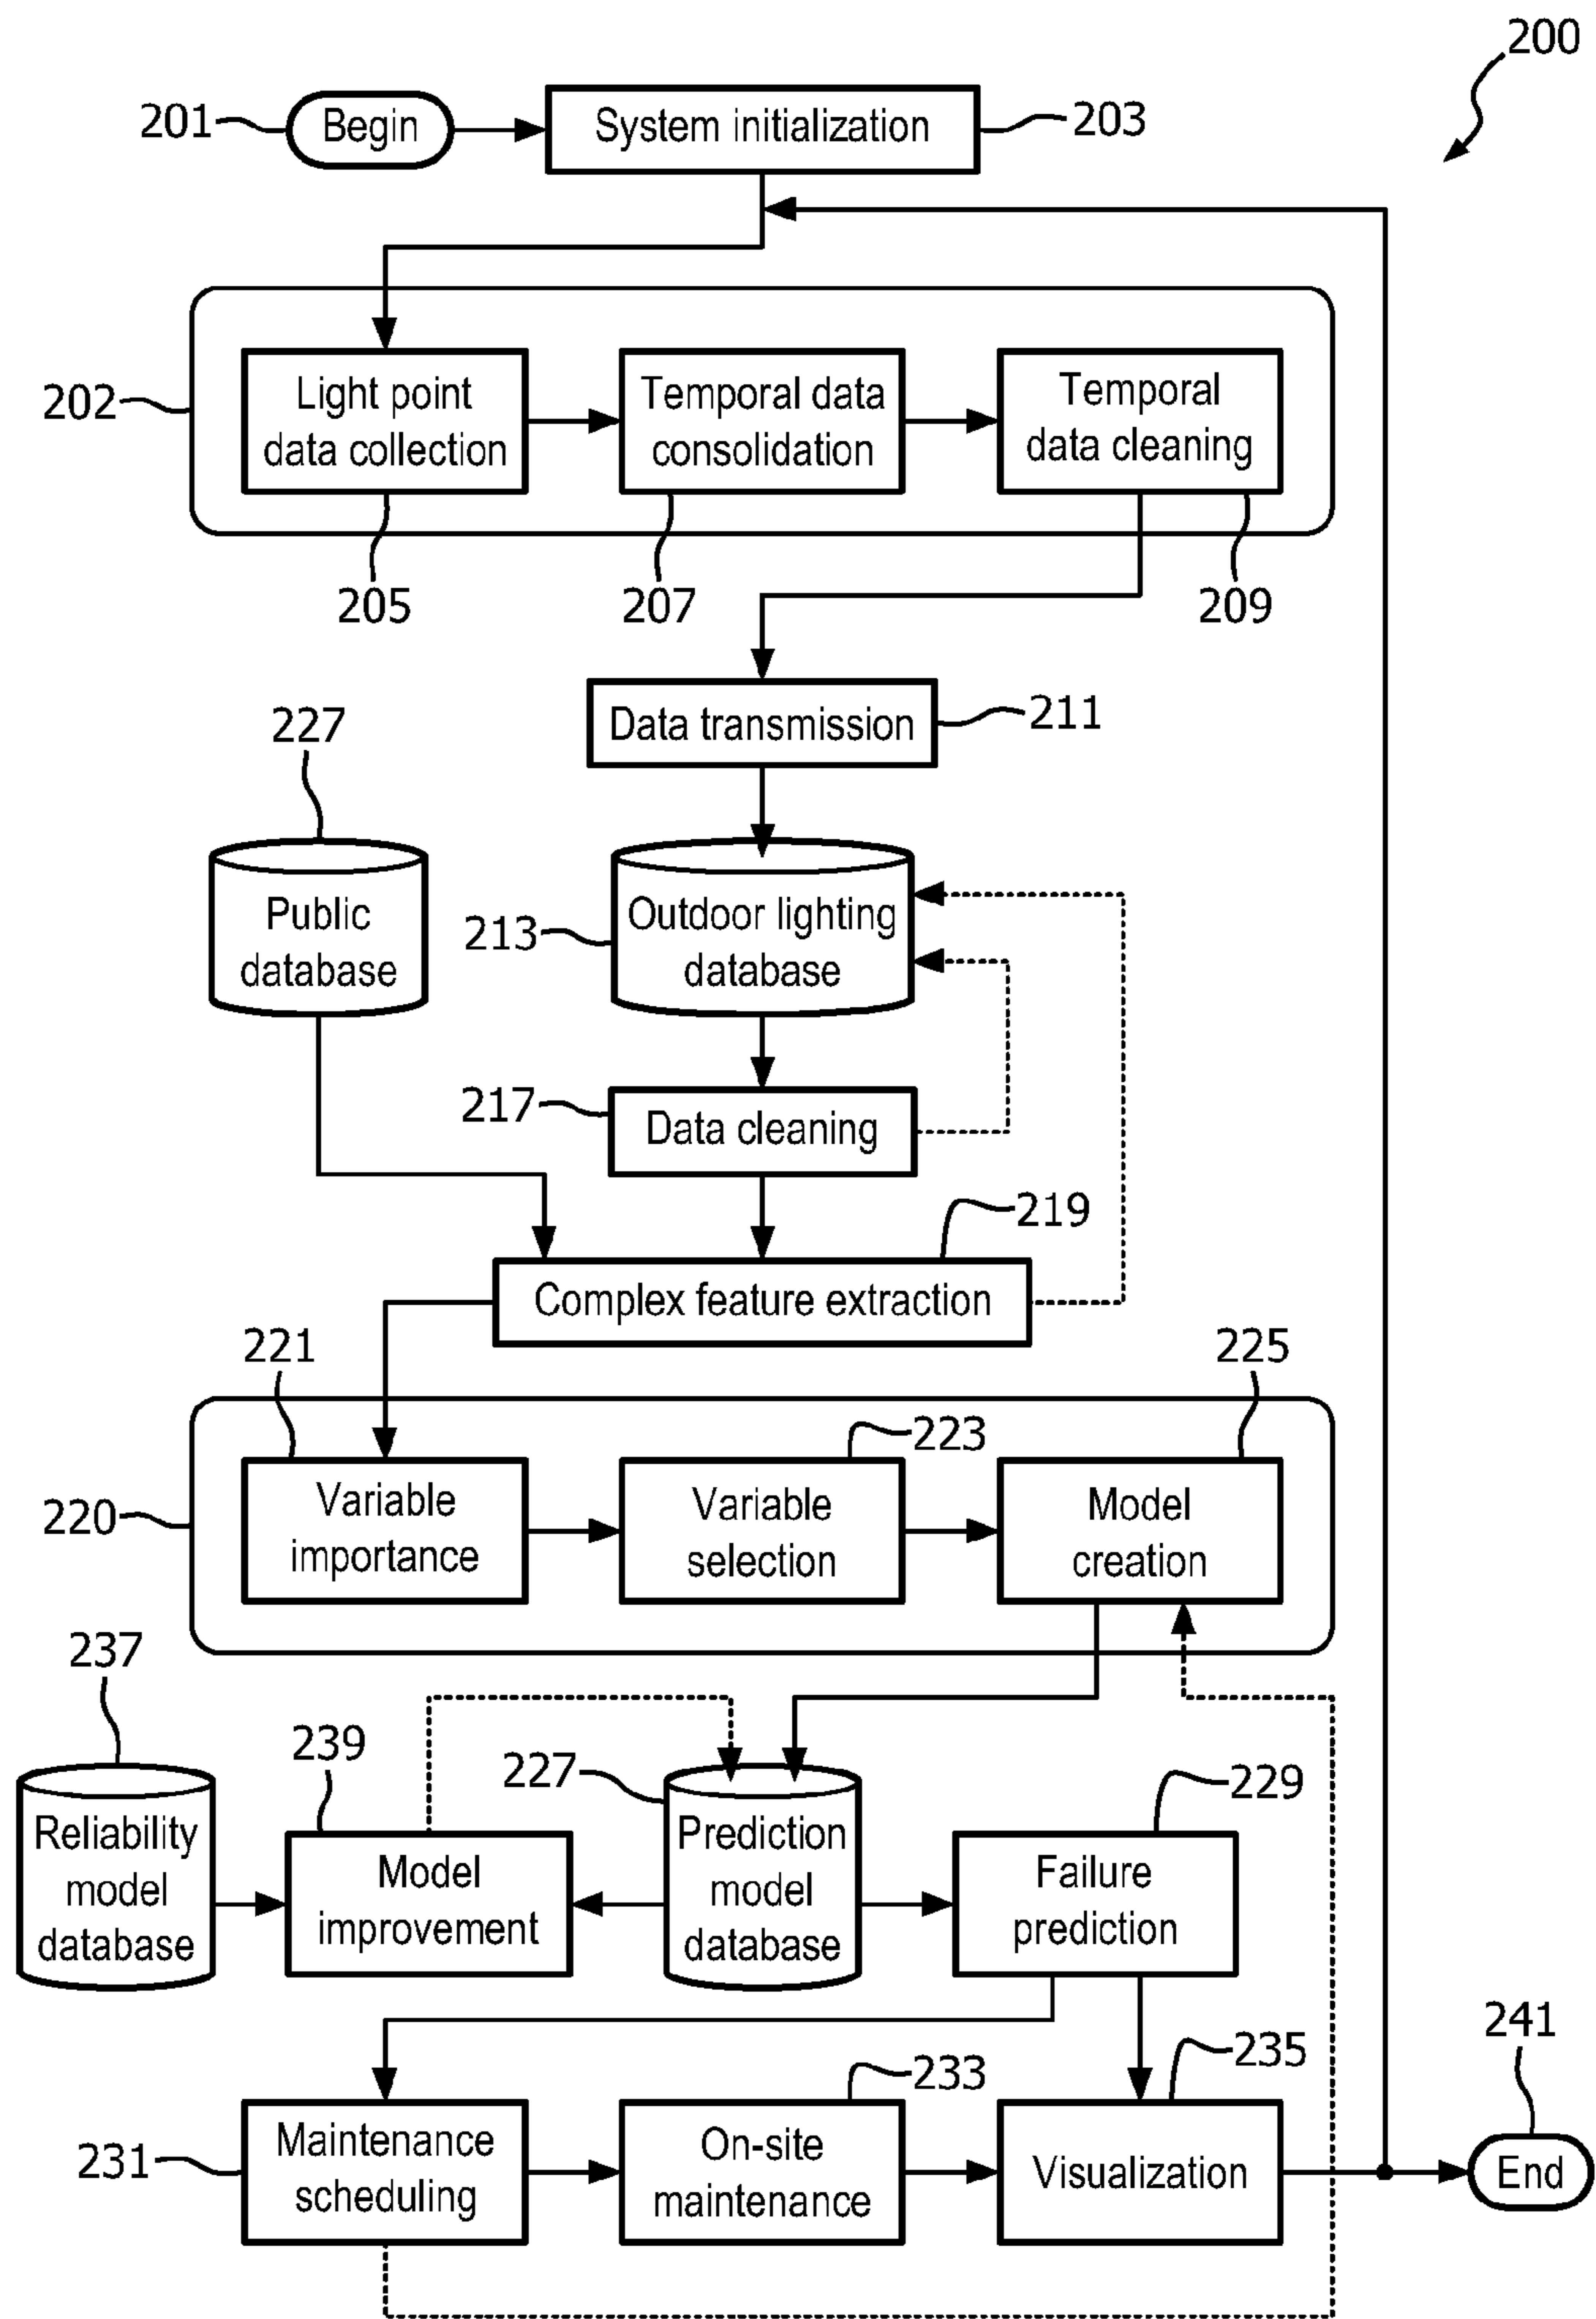 200
201
Begin
System initialization
203
202
Light point
data collection
Temporal data
consolidation
Temporal
data cleaning
205
207
209
Data transmission
211
227
Public
database
213
Outdoor lighting
database
217
Data cleaning
219
Complex feature extraction
221
225
223
220
Variable
importance
Variable
selection
Model
creation
237
239
227
229
Reliability
model
database
Model
improvement
Prediction
model
database
Failure
prediction
241
233
235
231
Maintenance
scheduling
On-site
maintenance
Visualization
End